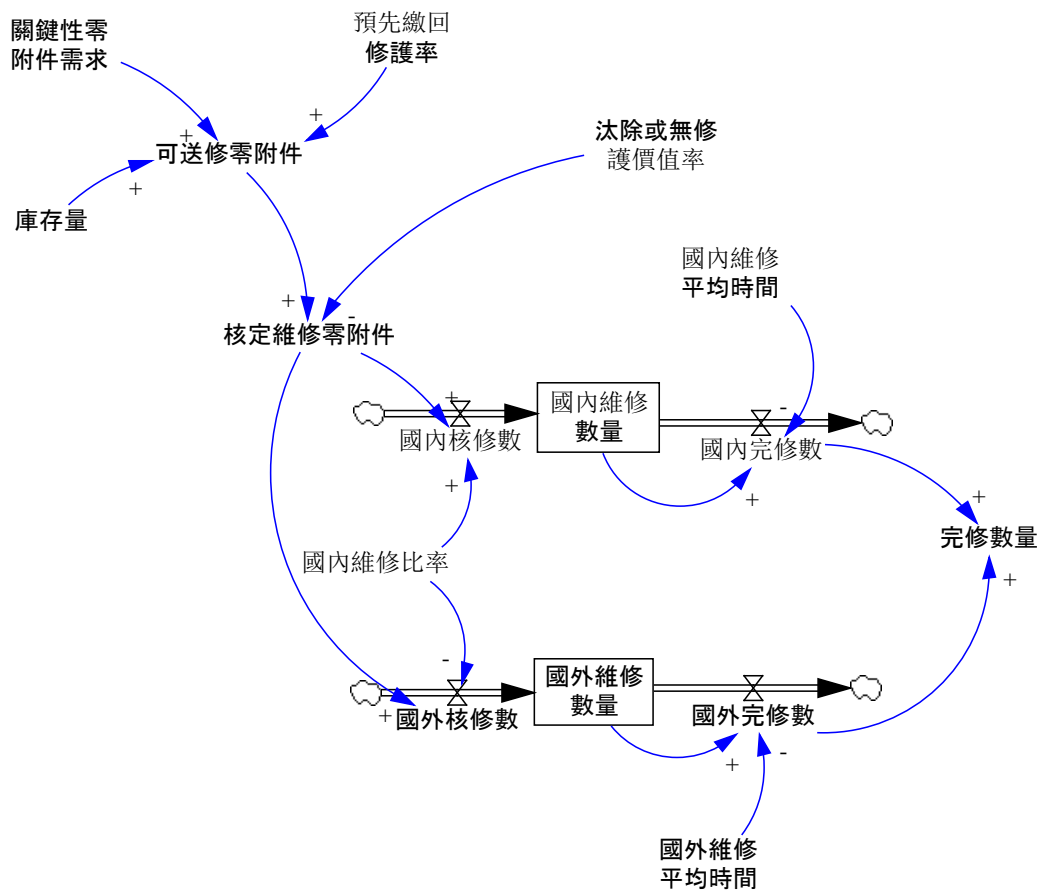 關鍵性零
附件需求
預先繳回
修護率
+
+
可送修零附件
+
庫存量
汰除或無修
護價值率
國內維修
平均時間
+
-
核定維修零附件
+
國內核修數
+
國內維修
數量
-
國內完修數
+
+
完修數量
+
國內維修比率
-
+
國外核修數
國外維修
數量
國外完修數
+
-
國外維修
平均時間